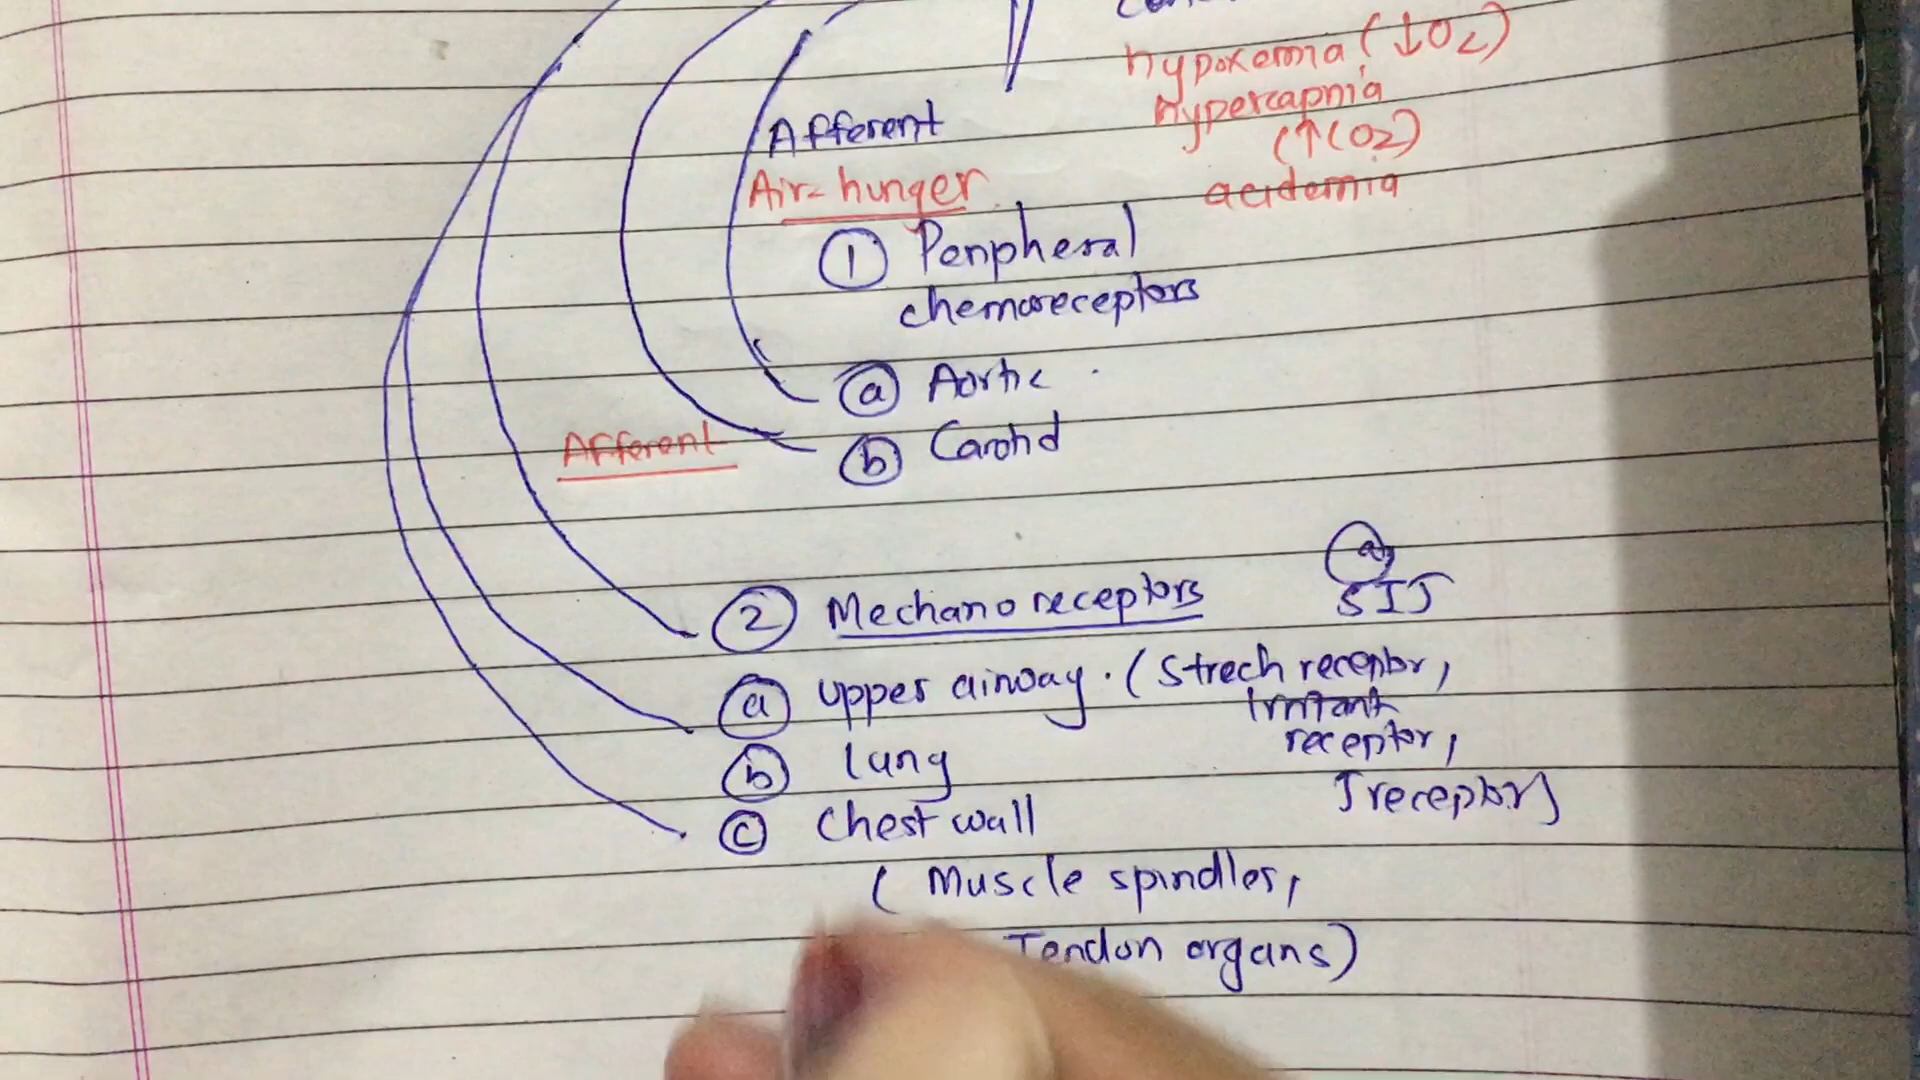 hypoxemia (↓O2)
hypercapnia
(↑CO2)
acidemia
Afferent
Air-hunger
① Peripheral
chemoreceptors
ⓐ Aortic
ⓑ Carotid
Afferent
② Mechanoreceptors
SIJ
ⓐ upper airway. (Strech receptor,
Irritant
receptor,
J receptor)
ⓑ lung
ⓒ Chest wall
( Muscle spindles,
Tendon organs)